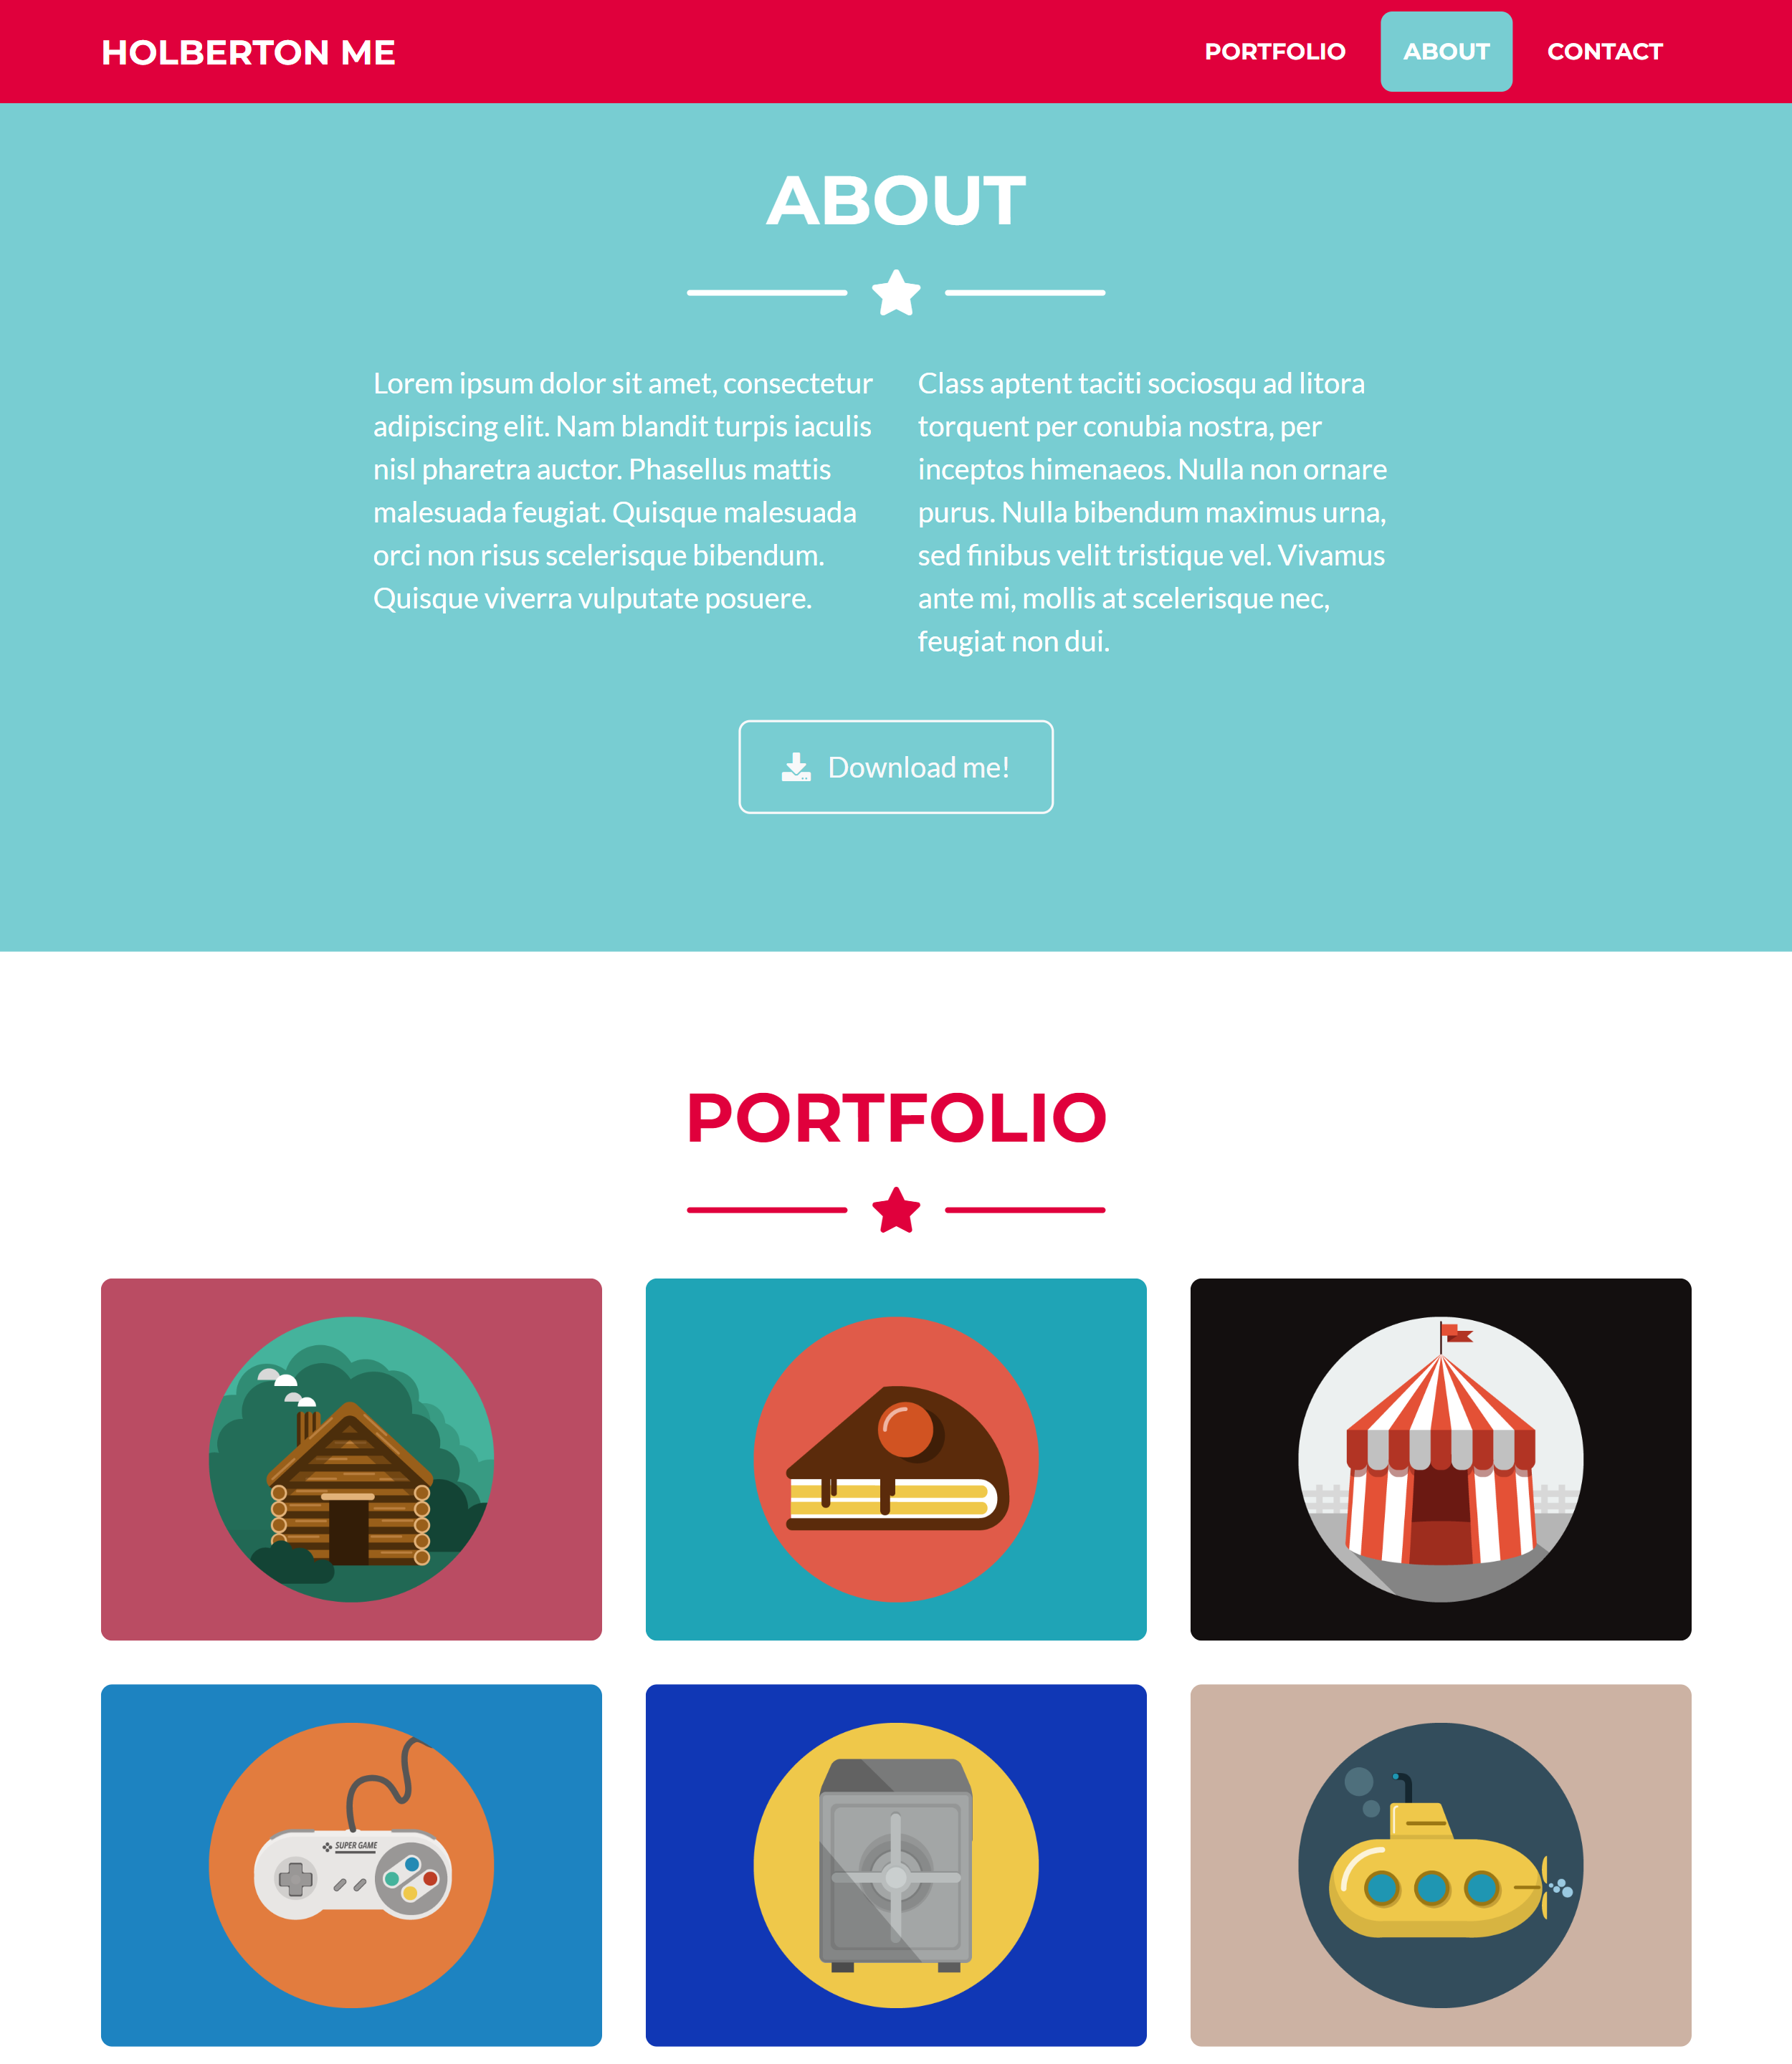 HOLBERTON ME
PORTFOLIO
ABOUT
CONTACT
ABOUT
Lorem ipsum dolor sit amet, consectetur
adipiscing elit. Nam blandit turpis iaculis
nisl pharetra auctor. Phasellus mattis
malesuada feugiat. Quisque malesuada
orci non risus scelerisque bibendum.
Quisque viverra vulputate posuere.
Class aptent taciti sociosqu ad litora
torquent per conubia nostra, per
inceptos himenaeos. Nulla non ornare
purus. Nulla bibendum maximus urna,
sed finibus velit tristique vel. Vivamus
ante mi, mollis at scelerisque nec,
feugiat non dui.
Download me!
PORTFOLIO
SUPER GAME